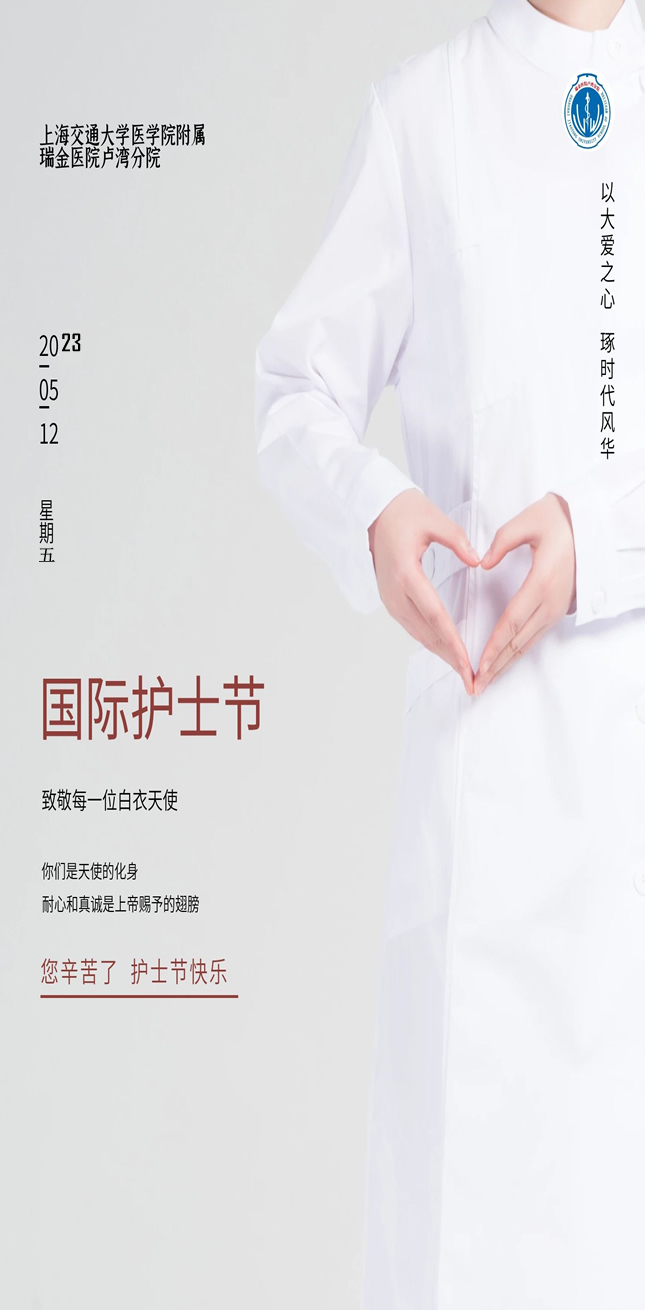 上海交通大学医学院附属
瑞金医院卢湾分院
以大爱之心 琢时代风华
2023
05
12
星期五
国际护士节
致敬每一位白衣天使
你们是天使的化身
耐心和真诚是上帝赐予的翅膀
您辛苦了 护士节快乐